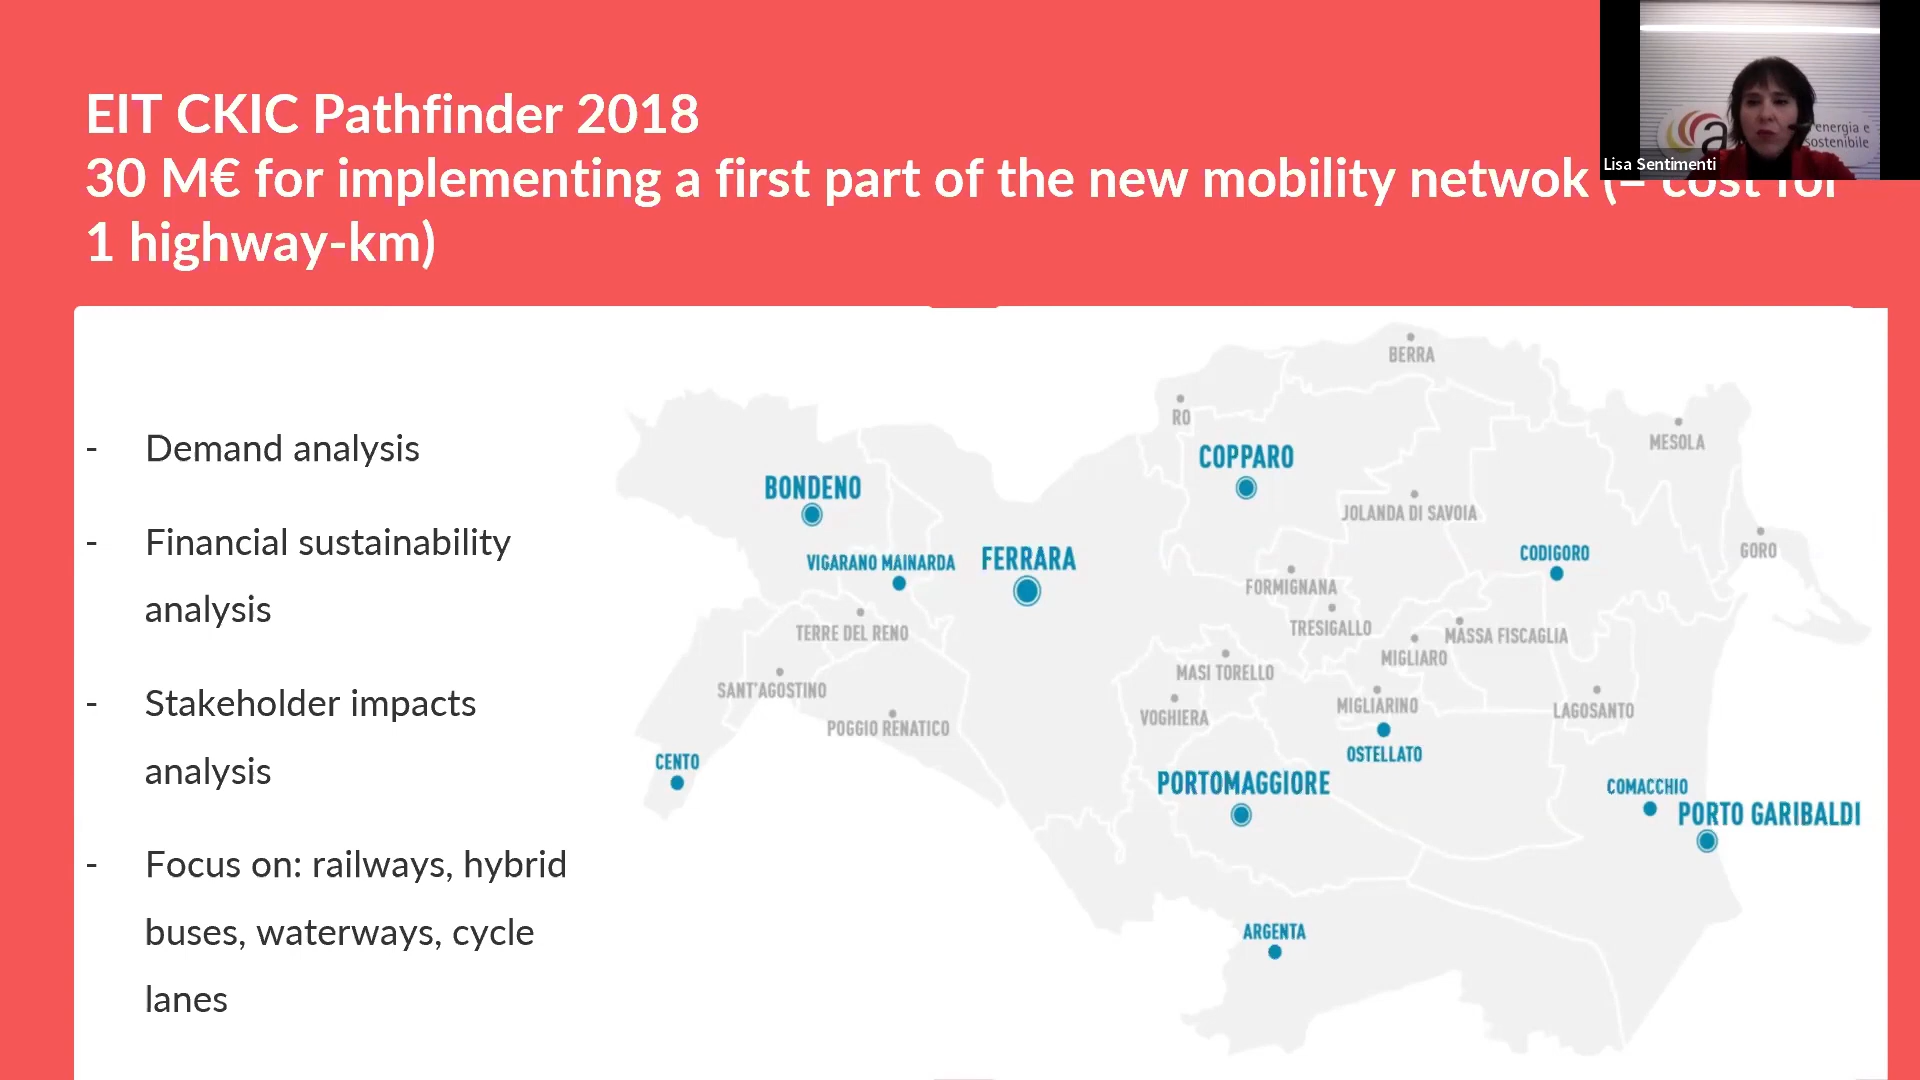 EIT CKIC Pathfinder 2018
30 M€ for implementing a first part of the new mobility netwok (= cost for
1 highway-km)
a
energia e
sostenibile
Lisa Sentimenti
- Demand analysis
- Financial sustainability
analysis
- Stakeholder impacts
analysis
- Focus on: railways, hybrid
buses, waterways, cycle
lanes
BERRA
RO
MESOLA
COPPARO
BONDENO
JOLANDA DI SAVOIA
GORO
CODIGORO
FERRARA
VIGARANO MAINARDA
FORMIGNANA
TRESIGALLO
MASSA FISCAGLIA
TERRE DEL RENO
MIGLIARO
MASI TORELLO
SANT'AGOSTINO
MIGLIARINO
LAGOSANTO
VOGHIERA
POGGIO RENATICO
OSTELLATO
CENTO
PORTOMAGGIORE
COMACCHIO
PORTO GARIBALDI
ARGENTA